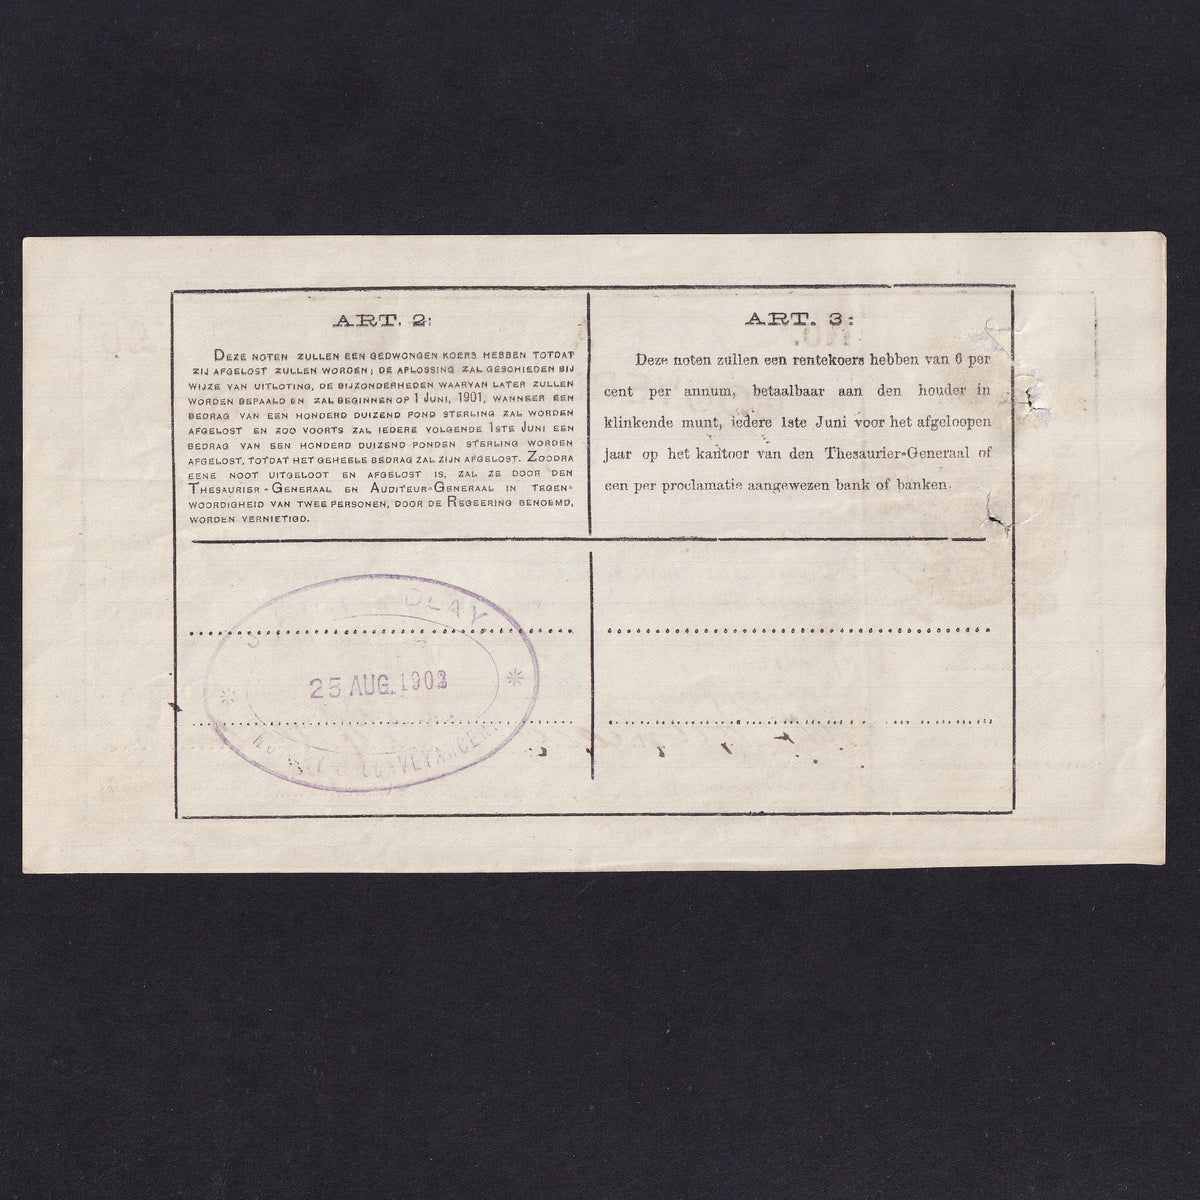 ART. 2:
DEZE NOTEN ZULLEN EEN GEDWONGEN KOERS HEBBEN TOTDAT
ZIJ AFGELOST ZULLEN WORDEN; DE AFLOSSING ZAL GESCHIEDEN BIJ
WIJZE VAN UITLOTING, DE BIJZONDERHEDEN WAARVAN LATER ZULLEN
WORDEN BEPAALD EN ZAL BEGINNEN OP 1 JUNI, 1901, WANNEER EEN
BEDRAG VAN EEN HONDERD DUIZEND POND STERLING ZAL WORDEN
AFGELOST EN ZOO VOORTS ZAL IEDERE VOLGENDE 1STE JUNI EEN
BEDRAG VAN EEN HONDERD DUIZEND PONDEN STERLING WORDEN
AFGELOST, TOTDAT HET GEHEELE BEDRAG ZAL ZIJN AFGELOST. ZOODRA
EENE NOOT UITGELOOT EN AFGELOST IS, ZAL ZE DOOR DEN
THESAURIER-GENERAAL EN AUDITEUR-GENERAAL IN TEGEN-
WOORDIGHEID VAN TWEE PERSONEN, DOOR DE REGEERING BENOEMD,
WORDEN VERNIETIGD.
ART. 3:
Deze noten zullen een rentekoers hebben van 6 per
cent per annum, betaalbaar aan den houder in
klinkende munt, iedere 1ste Juni voor het afgeloopen
jaar op het kantoor van den Thesaurier-Generaal of
een per proclamatie aangewezen bank of banken.
25 AUG. 1902